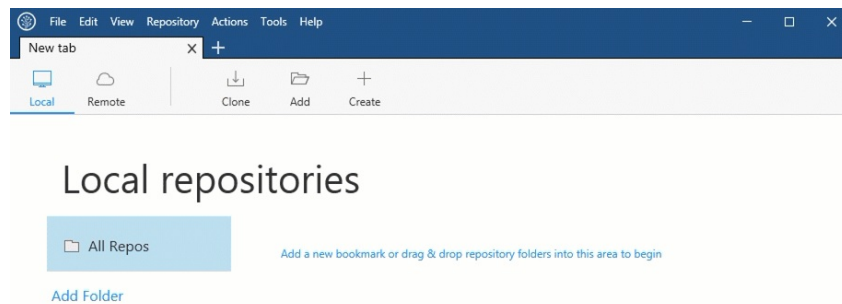 File Edit View Repository Actions Tools Help
New tab
Local Remote Clone Add Create
Local repositories
All Repos
Add a new bookmark or drag & drop repository folders into this area to begin
Add Folder